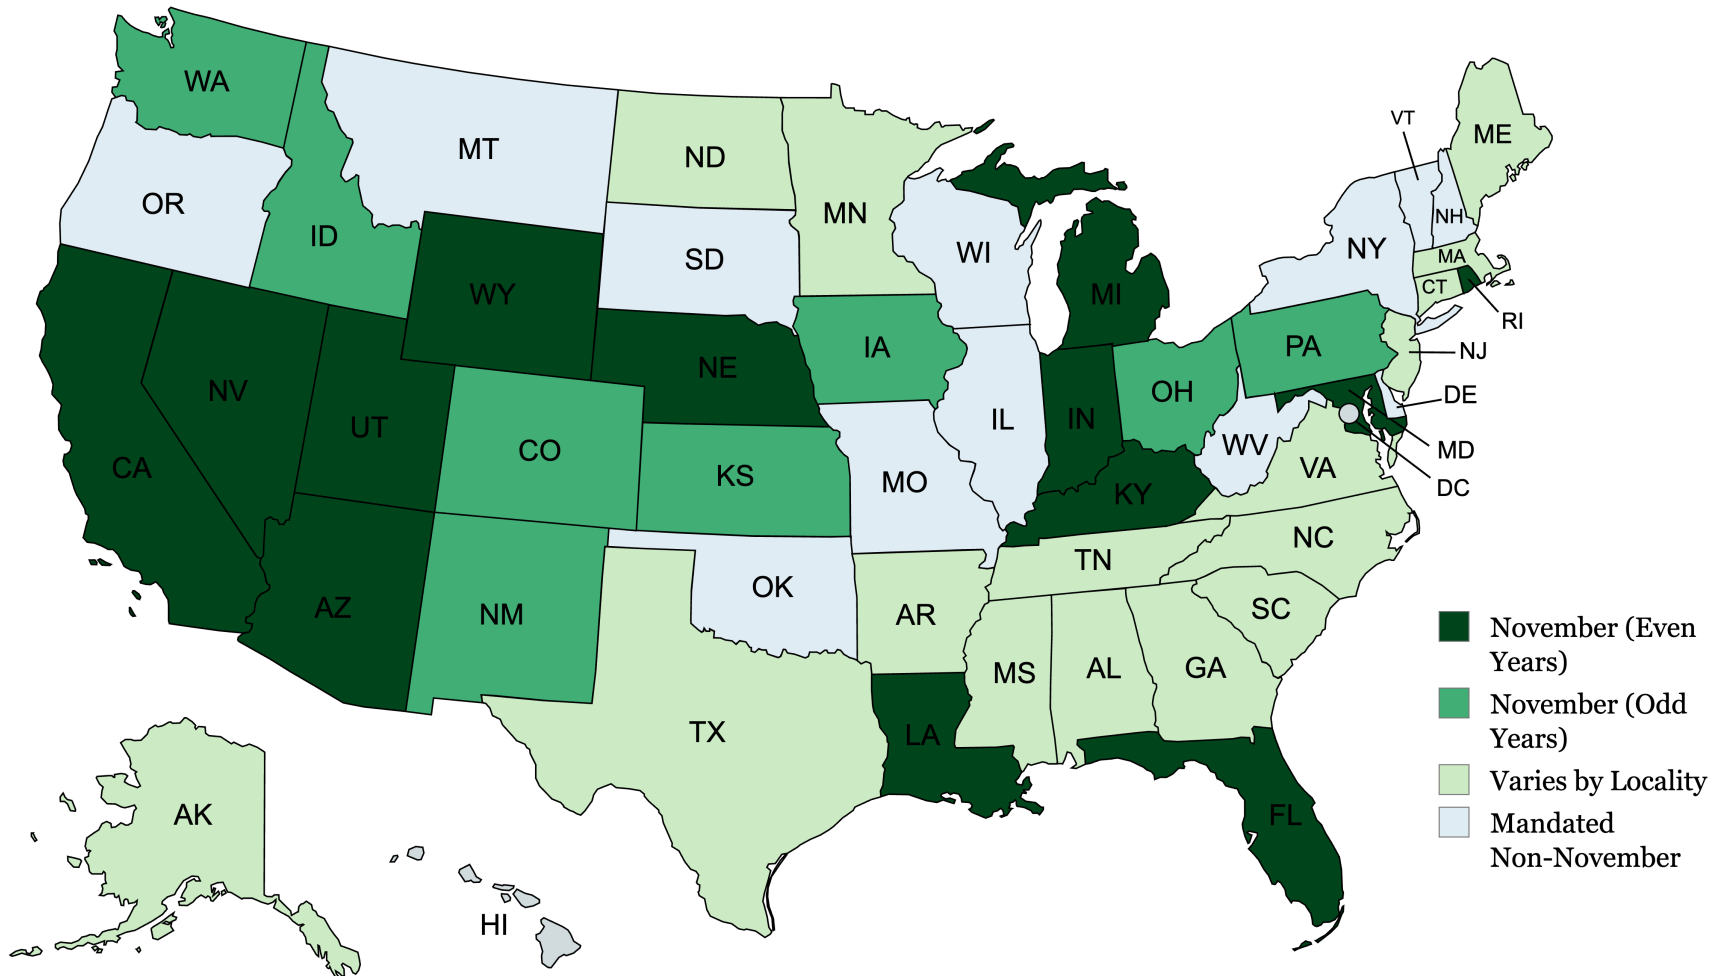 WA
VT
ME
MT
ND
OR
MN
NH
ID
NY
WI
SD
MA
CT
WY
MI
RI
IA
PA
NJ
NE
NV
OH
DE
UT
IL
IN
CO
WV
MD
CA
KS
VA
MO
KY
DC
NC
TN
OK
AZ
NM
AR
SC
MS
AL
GA
TX
LA
AK
FL
HI
November (Even
Years)
November (Odd
Years)
Varies by Locality
Mandated
Non-November